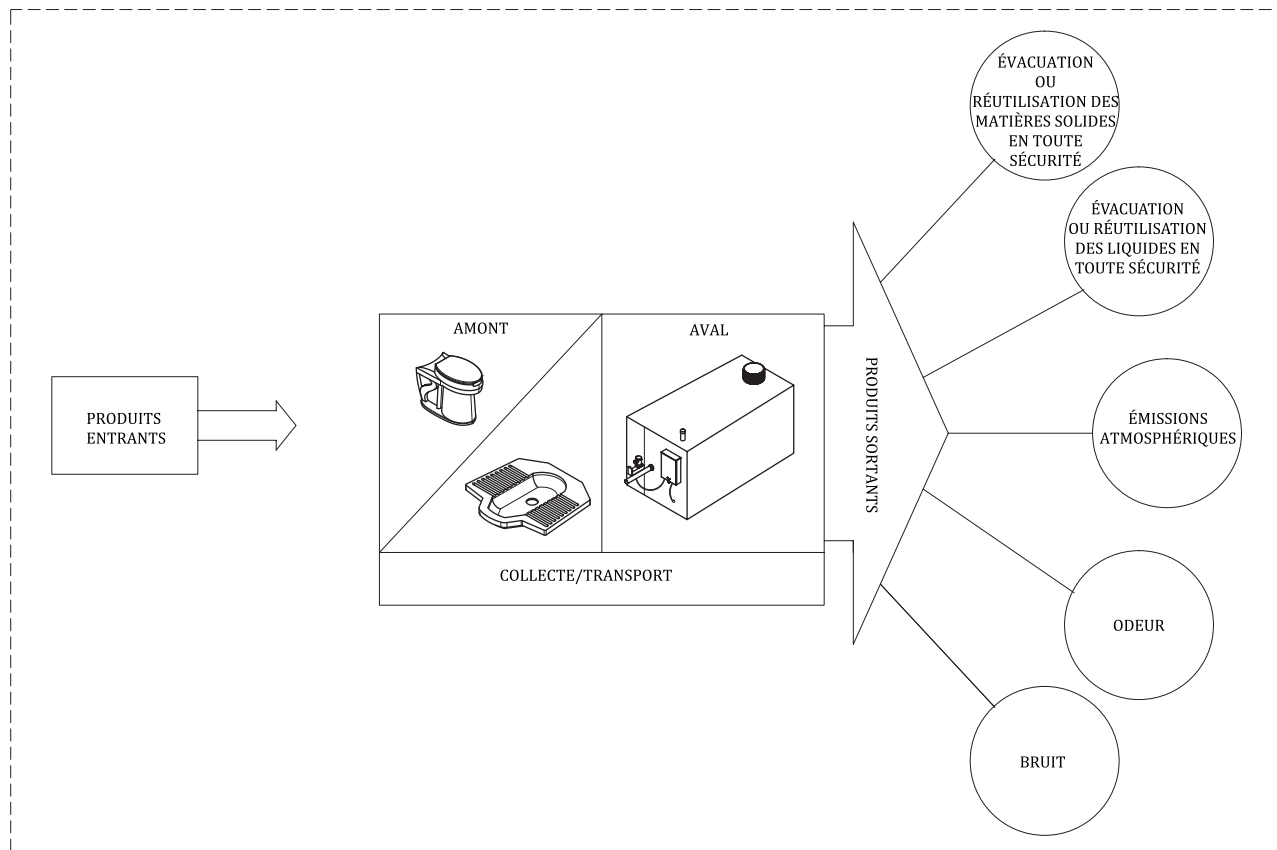 PRODUITS
ENTRANTS
AMONT
AVAL
COLLECTE/TRANSPORT
PRODUITS SORTANTS
ÉVACUATION
OU
RÉUTILISATION DES
MATIÈRES SOLIDES
EN TOUTE
SÉCURITÉ
ÉVACUATION
OU RÉUTILISATION
DES LIQUIDES EN
TOUTE SÉCURITÉ
ÉMISSIONS
ATMOSPHÉRIQUES
ODEUR
BRUIT